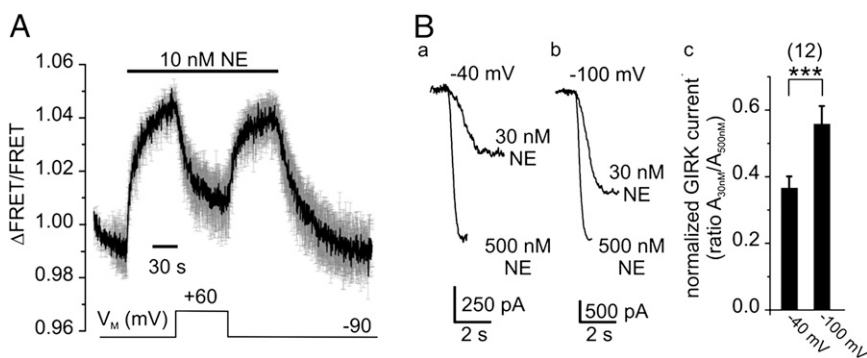 A
10 nM NE
ΔFRET/FRET
1.06
1.04
1.02
1.00
0.98
0.96
30 s
+60
V_M (mV)
-90
B
a
-40 mV
30 nM
NE
500 nM
NE
250 pA
2 s
b
-100 mV
30 nM
NE
500 nM
NE
500 pA
2 s
c
(12)
***
normalized GIRK current
(ratio A_30nM/A_500nM)
0.6
0.4
0.2
0.0
-40 mV
-100 mV